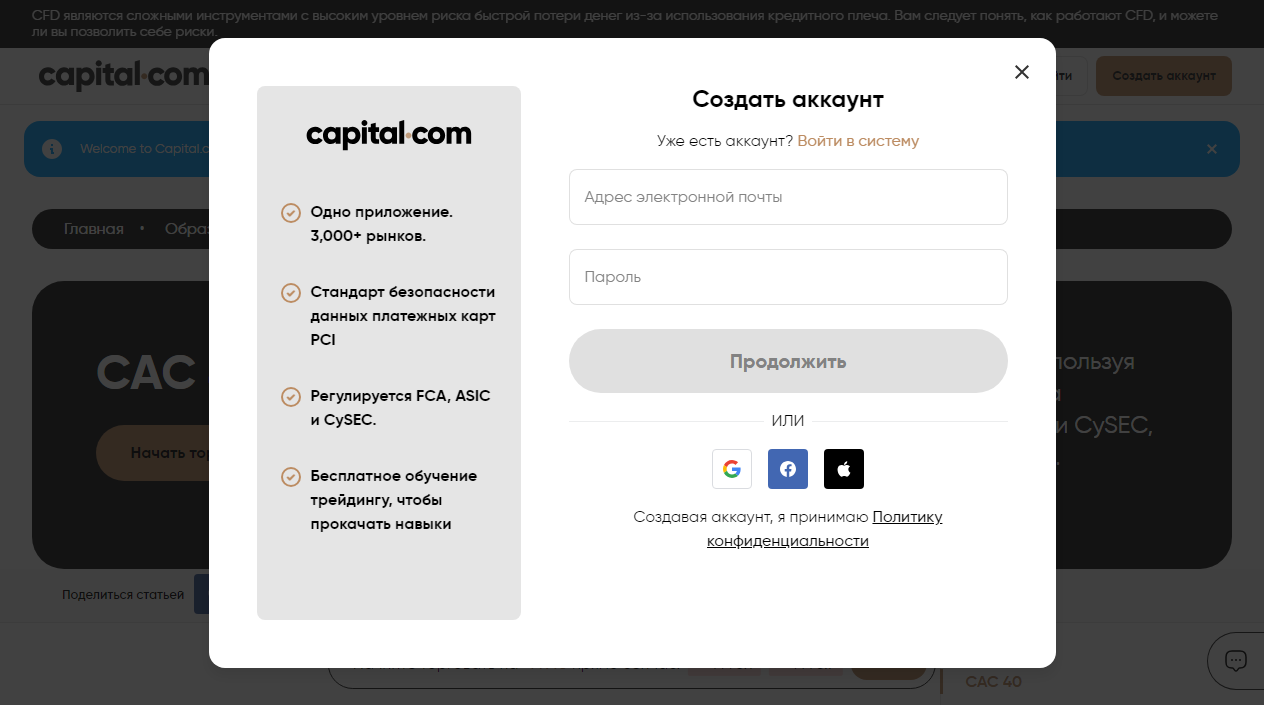 CFD являются сложными инструментами с высоким уровнем риска быстрой потери денег из-за использования кредитного плеча. Вам следует понять, как работают CFD, и можете
ли вы позволить себе риски.
capital.com
Создать аккаунт
Welcome to
Главная •
CAC
Начать
пользуя
и CySEC,
Поделиться статьей
CAC 40
capital.com
Одно приложение.
3,000+ рынков.
Стандарт безопасности
данных платежных карт
PCI
Регулируется FCA, ASIC
и CySEC.
Бесплатное обучение
трейдингу, чтобы
прокачать навыки
Создать аккаунт
Уже есть аккаунт? Войти в систему
Адрес электронной почты
Пароль
Продолжить
ИЛИ
Создавая аккаунт, я принимаю Политику
конфиденциальности